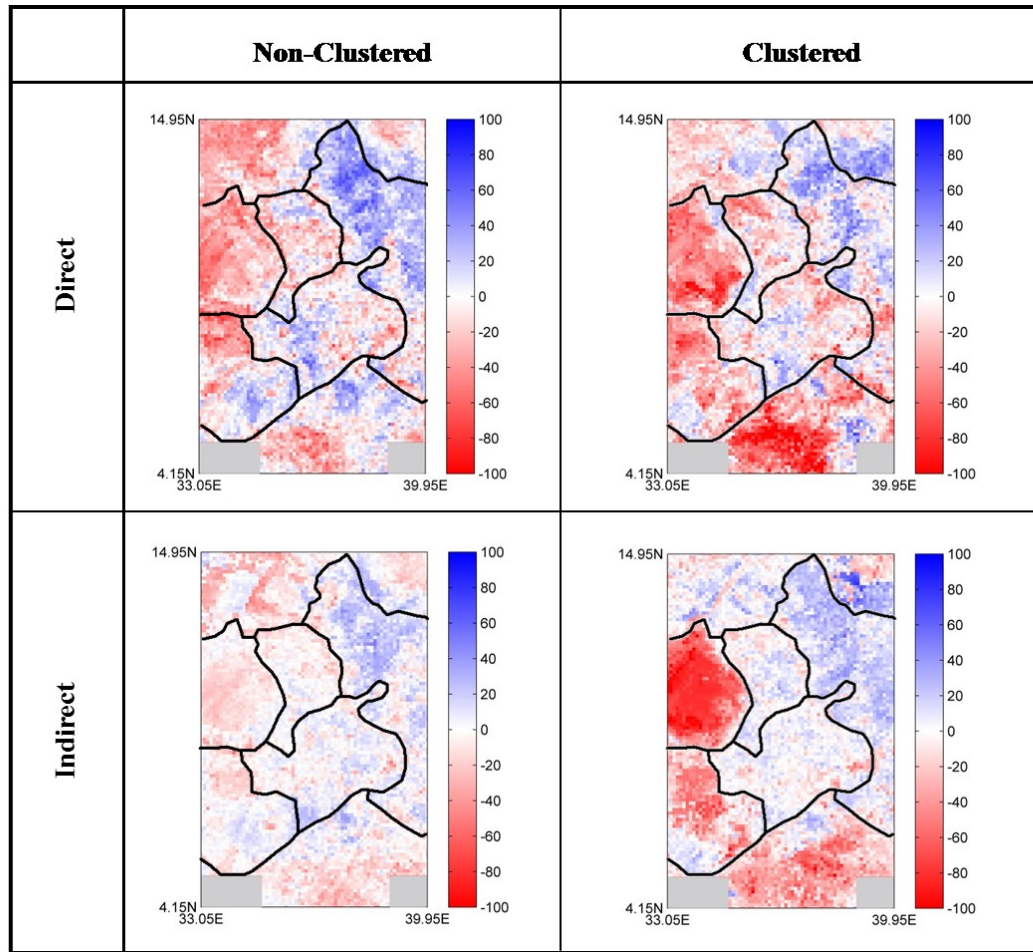 Non-Clustered
Clustered
Direct
14.95N
4.15N
33.05E
39.95E
100
80
60
40
20
0
-20
-40
-60
-80
-100
14.95N
4.15N
33.05E
39.95E
100
80
60
40
20
0
-20
-40
-60
-80
-100
Indirect
14.95N
4.15N
33.05E
39.95E
100
80
60
40
20
0
-20
-40
-60
-80
-100
14.95N
4.15N
33.05E
39.95E
100
80
60
40
20
0
-20
-40
-60
-80
-100